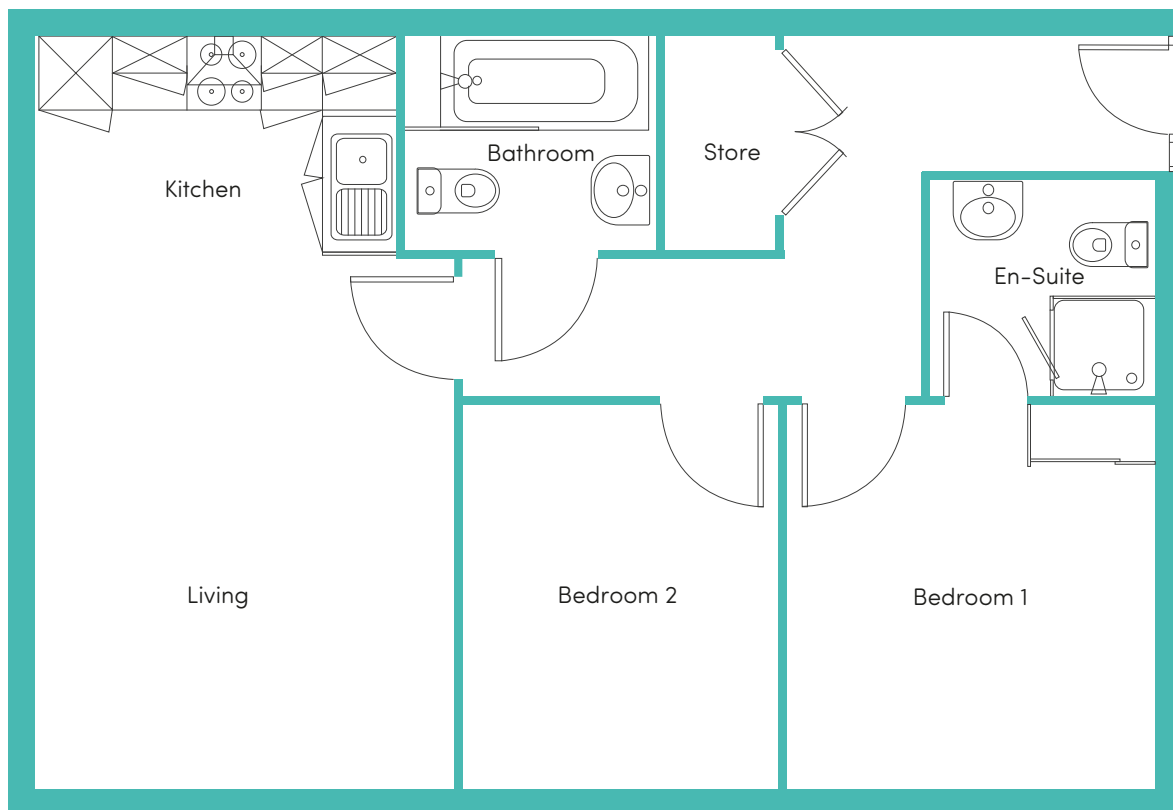 Bathroom
Store
Kitchen
En-Suite
Living
Bedroom 2
Bedroom 1